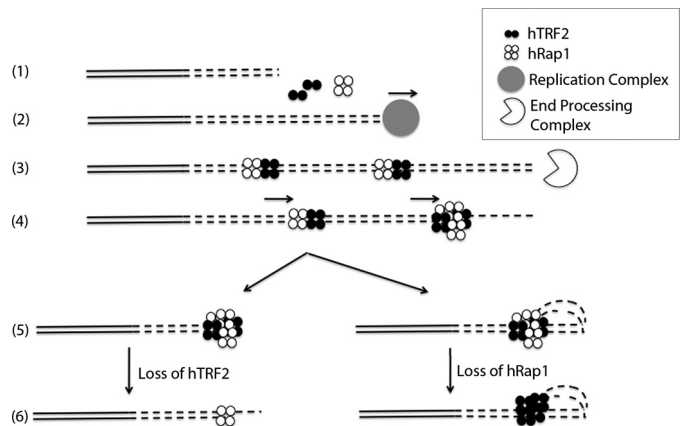 hTRF2
hRap1
Replication Complex
End Processing
Complex
(1)
(2)
(3)
(4)
(5)
Loss of hTRF2
Loss of hRap1
(6)